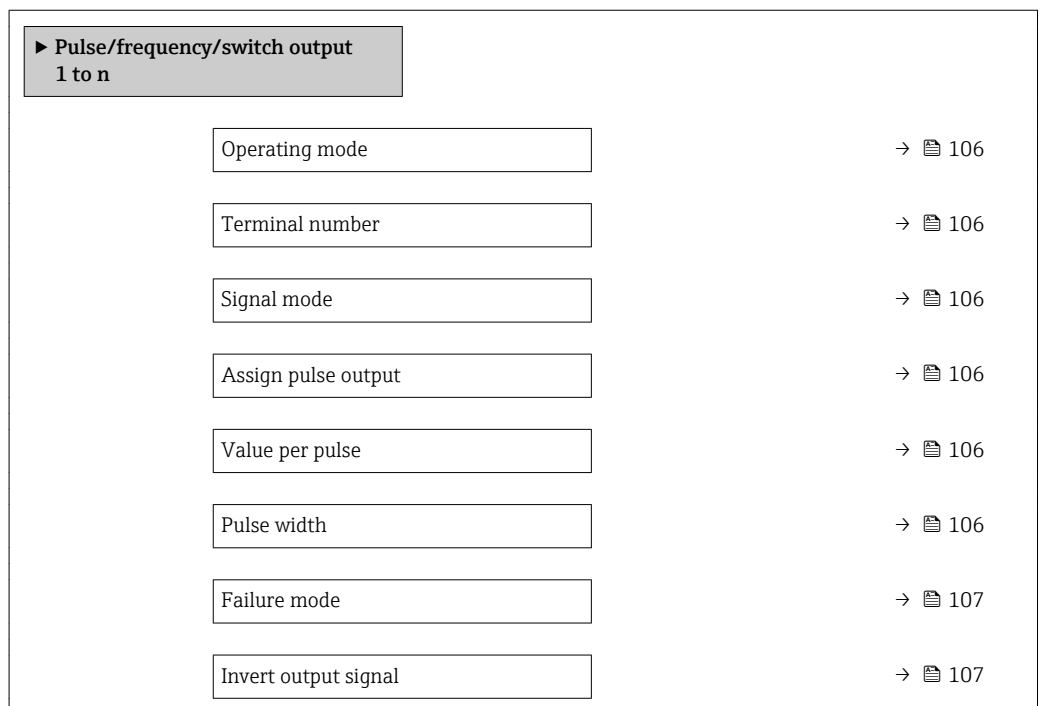 ▶ Pulse/frequency/switch output
1 to n
Operating mode → 106
Terminal number → 106
Signal mode → 106
Assign pulse output → 106
Value per pulse → 106
Pulse width → 106
Failure mode → 107
Invert output signal → 107